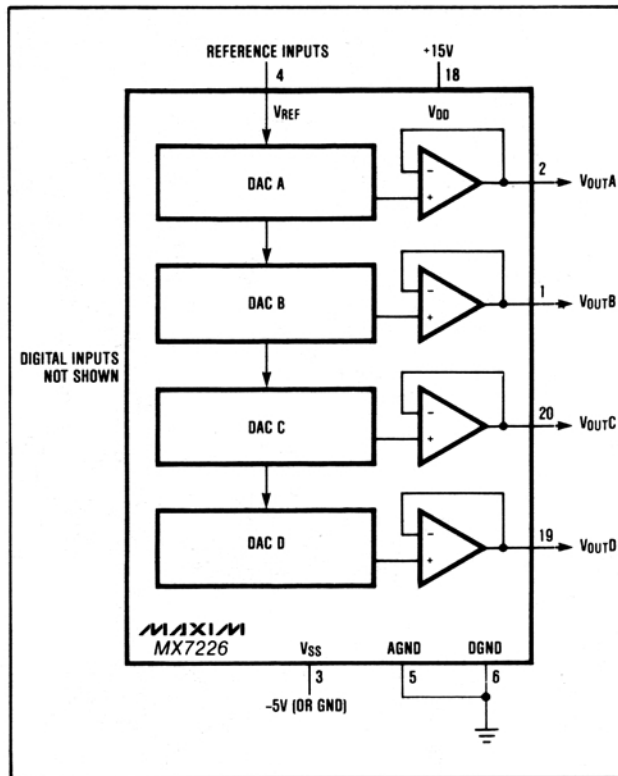 REFERENCE INPUTS
+15V
4
18
VREF
VDD
DAC A
-
+
2
VOUTA
DAC B
-
+
1
VOUTB
DIGITAL INPUTS
NOT SHOWN
DAC C
-
+
20
VOUTC
DAC D
-
+
19
VOUTD
MAXIM
MX7226
VSS
AGND
DGND
3
5
6
-5V (OR GND)